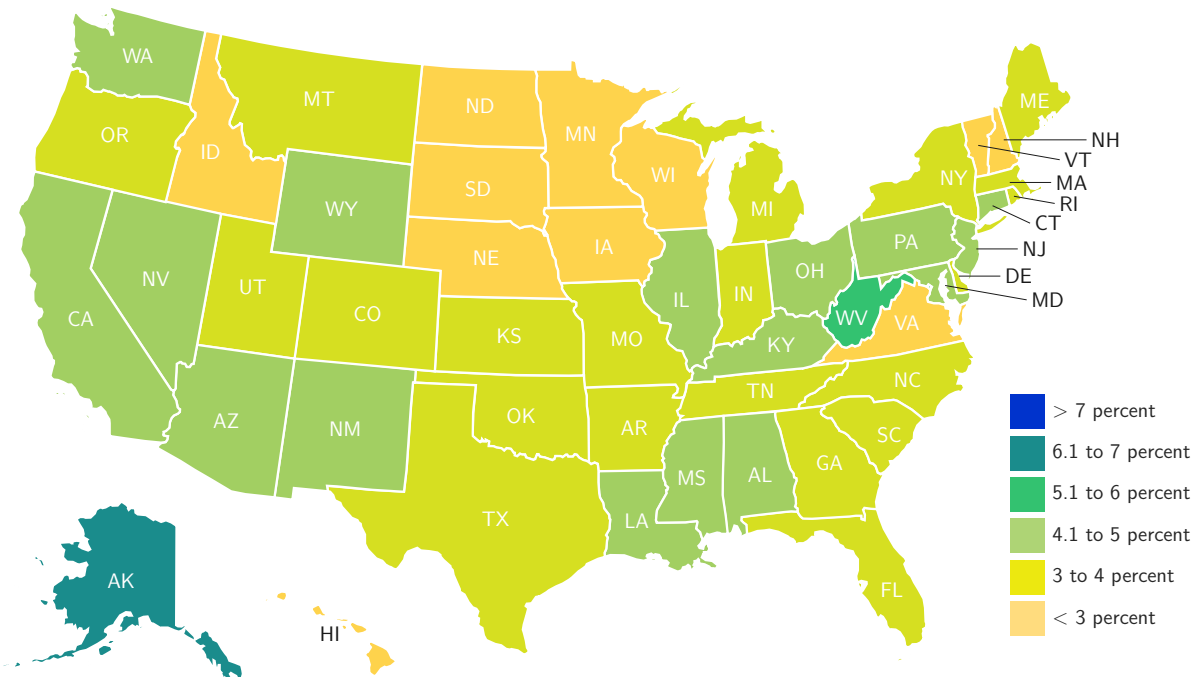 WA
MT
ND
MN
ME
OR
ID
NH
VT
WI
NY
MA
SD
RI
WY
MI
CT
PA
NJ
IA
NE
OH
DE
NV
UT
IN
IL
MD
CO
CA
WV
VA
KS
MO
KY
NC
TN
> 7 percent
OK
AZ
NM
AR
SC
6.1 to 7 percent
GA
AL
MS
5.1 to 6 percent
TX
LA
4.1 to 5 percent
AK
3 to 4 percent
FL
< 3 percent
HI